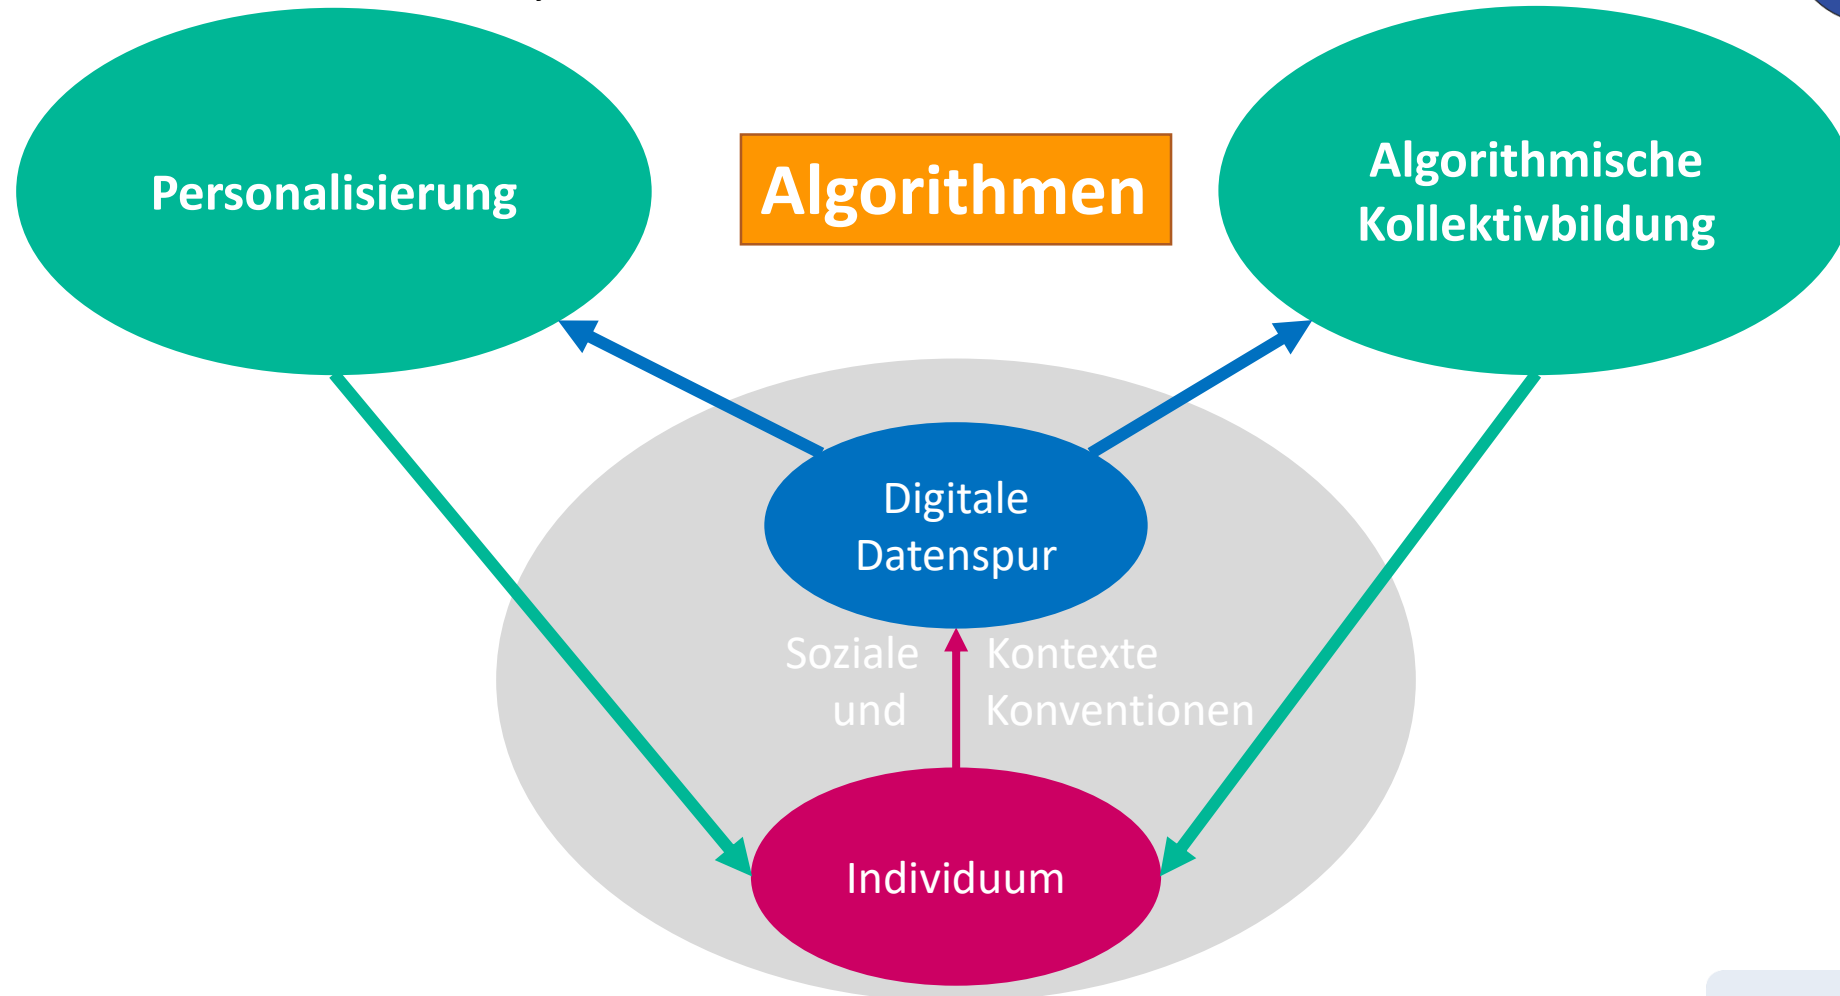 Personalisierung
Algorithmen
Algorithmische
Kollektivbildung
Digitale
Datenspur
Soziale Kontexte
und Konventionen
Individuum